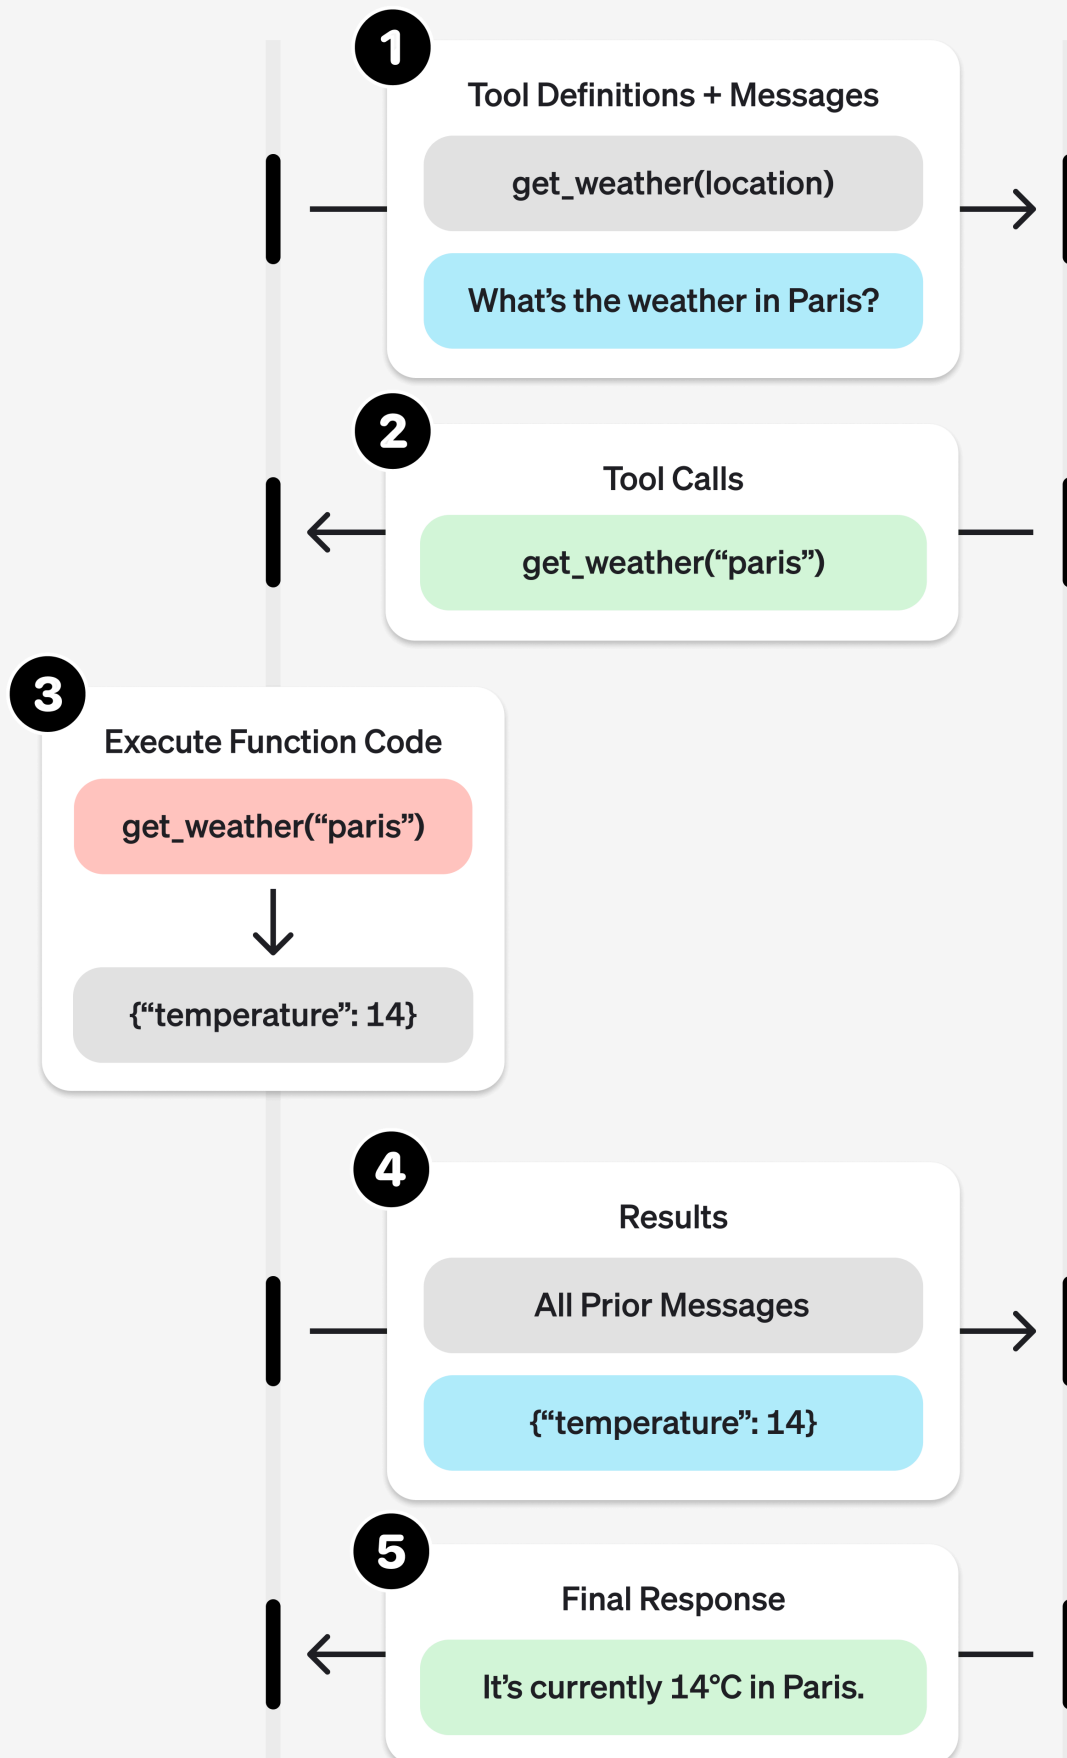 1
Tool Definitions + Messages
get_weather(location)
What’s the weather in Paris?
2
Tool Calls
get_weather(“paris”)
3
Execute Function Code
get_weather(“paris”)
{“temperature”: 14}
4
Results
All Prior Messages
{“temperature”: 14}
5
Final Response
It’s currently 14°C in Paris.